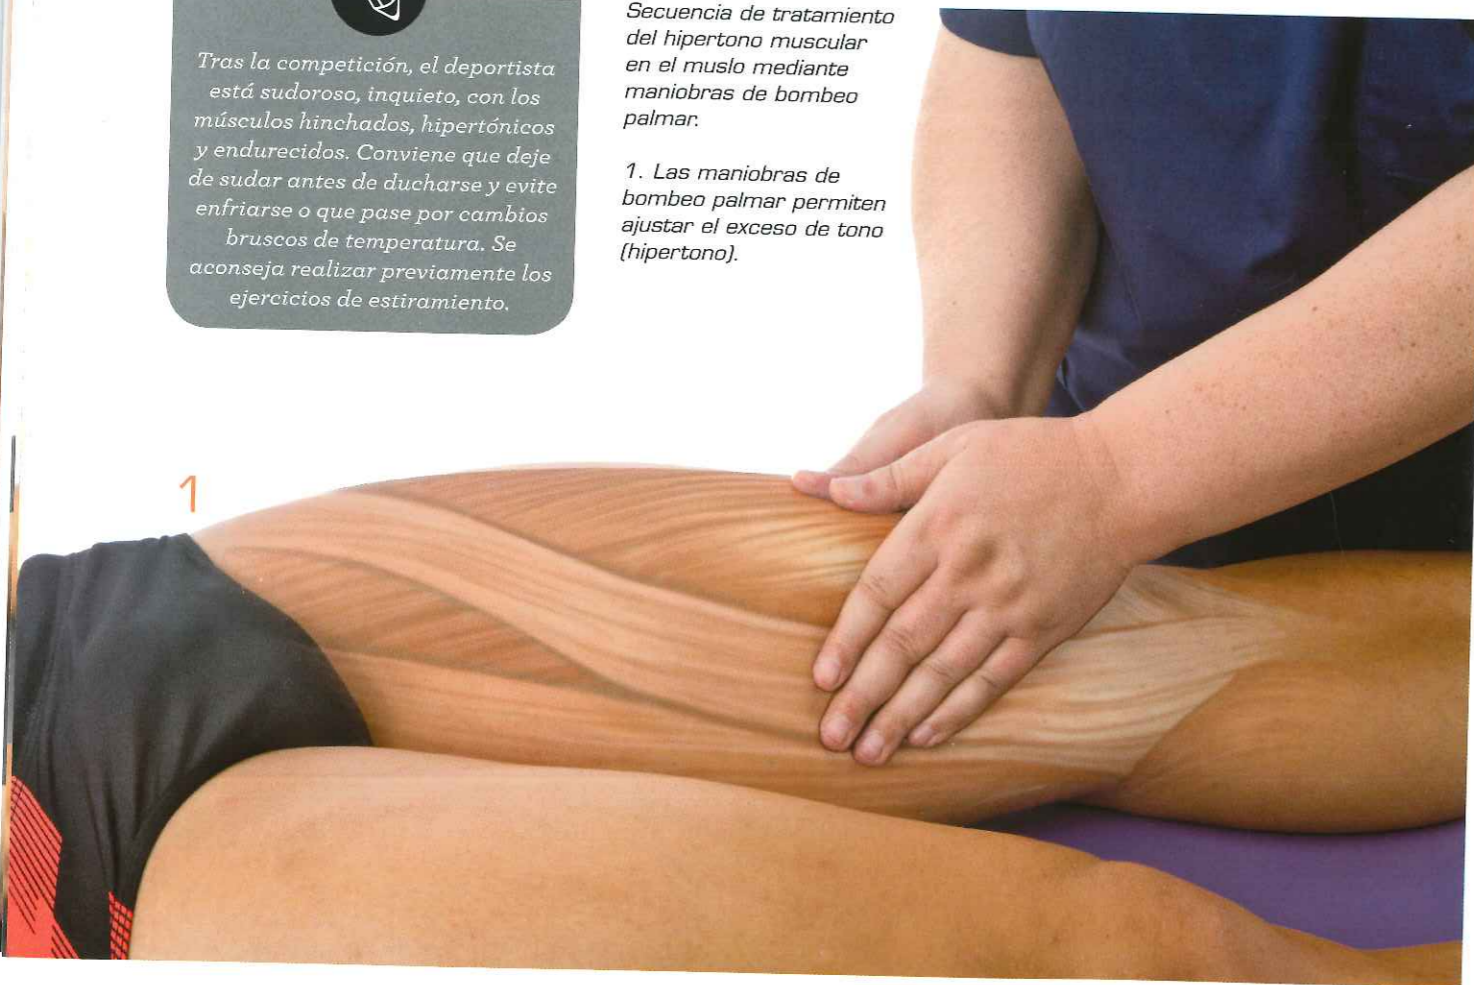 Tras la competición, el deportista
está sudoroso, inquieto, con los
músculos hinchados, hipertónicos
y endurecidos. Conviene que deje
de sudar antes de ducharse y evite
enfriarse o que pase por cambios
bruscos de temperatura. Se
aconseja realizar previamente los
ejercicios de estiramiento.
Secuencia de tratamiento
del hipertono muscular
en el muslo mediante
maniobras de bombeo
palmar.
1. Las maniobras de
bombeo palmar permiten
ajustar el exceso de tono
(hipertono).
1